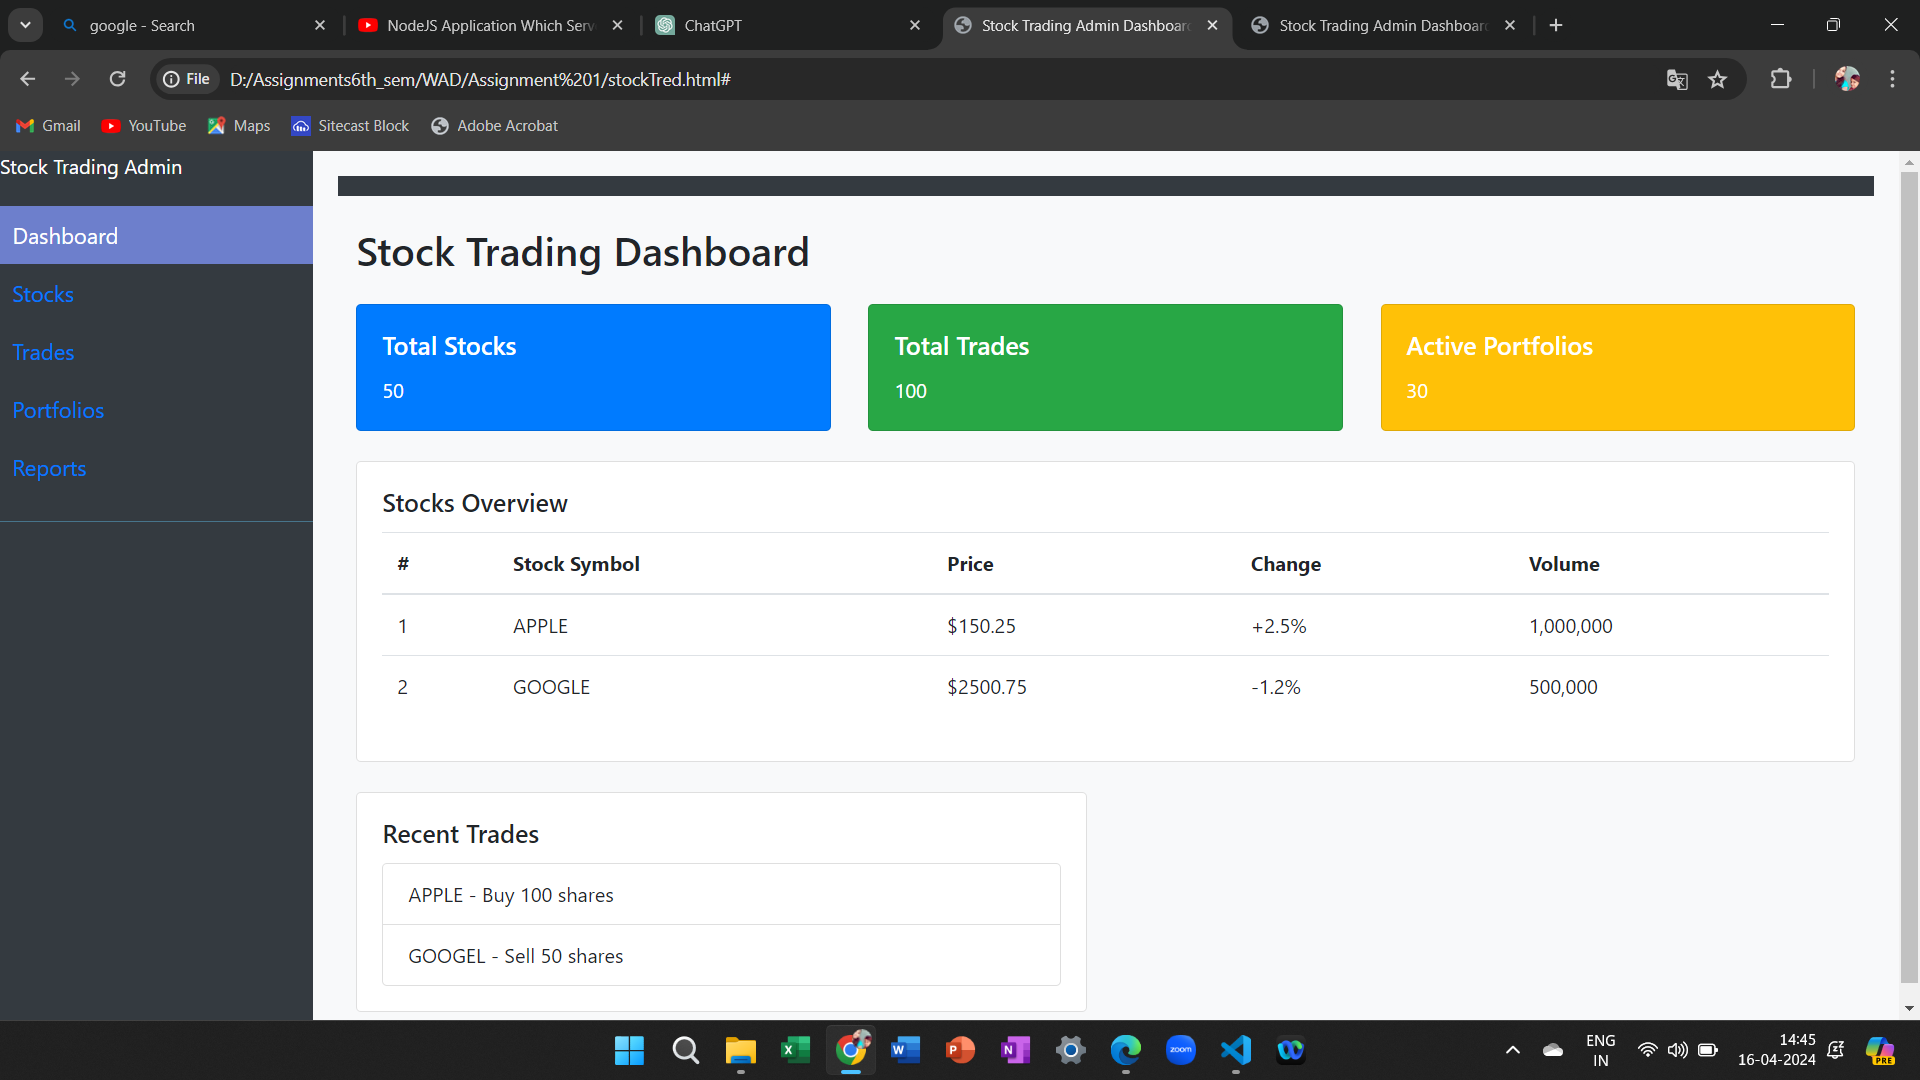 google - Search
NodeJS Application Which Serv
ChatGPT
Stock Trading Admin Dashboard
Stock Trading Admin Dashboard
File
D:/Assignments6th_sem/WAD/Assignment%201/stockTred.html#
Gmail
YouTube
Maps
Sitecast Block
Adobe Acrobat
Stock Trading Admin
Dashboard
Stocks
Trades
Portfolios
Reports
Stock Trading Dashboard
Total Stocks
50
Total Trades
100
Active Portfolios
30
Stocks Overview
# Stock Symbol Price Change Volume
1 APPLE $150.25 +2.5% 1,000,000
2 GOOGLE $2500.75 -1.2% 500,000
Recent Trades
APPLE - Buy 100 shares
GOOGEL - Sell 50 shares
zoom
ENG
IN
14:45
16-04-2024
PRE